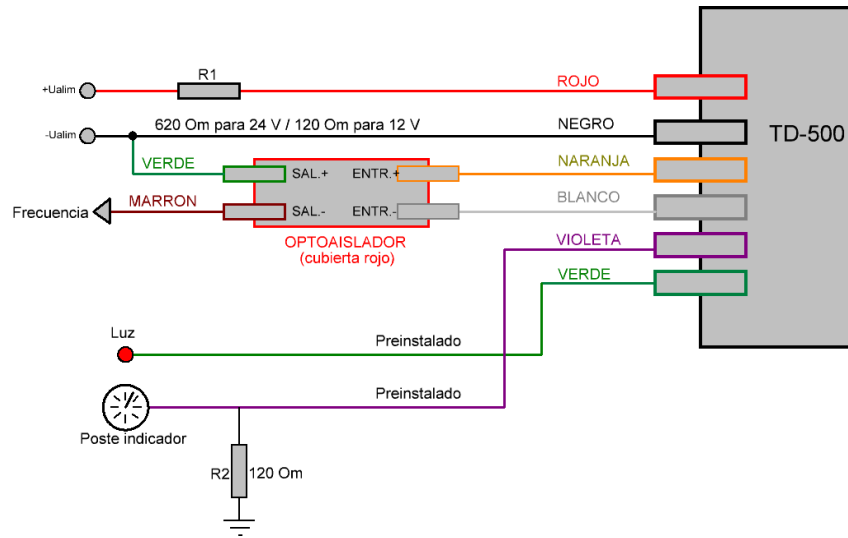 R1
ROJO
+Ualim
620 Om para 24 V / 120 Om para 12 V
NEGRO
TD-500
-Ualim
VERDE
NARANJA
SAL.+
ENTR.+
MARRON
BLANCO
Frecuencia
SAL.-
ENTR.-
OPTOAISLADOR
(cubierta rojo)
VIOLETA
VERDE
Luz
Preinstalado
Preinstalado
Poste indicador
R2
120 Om